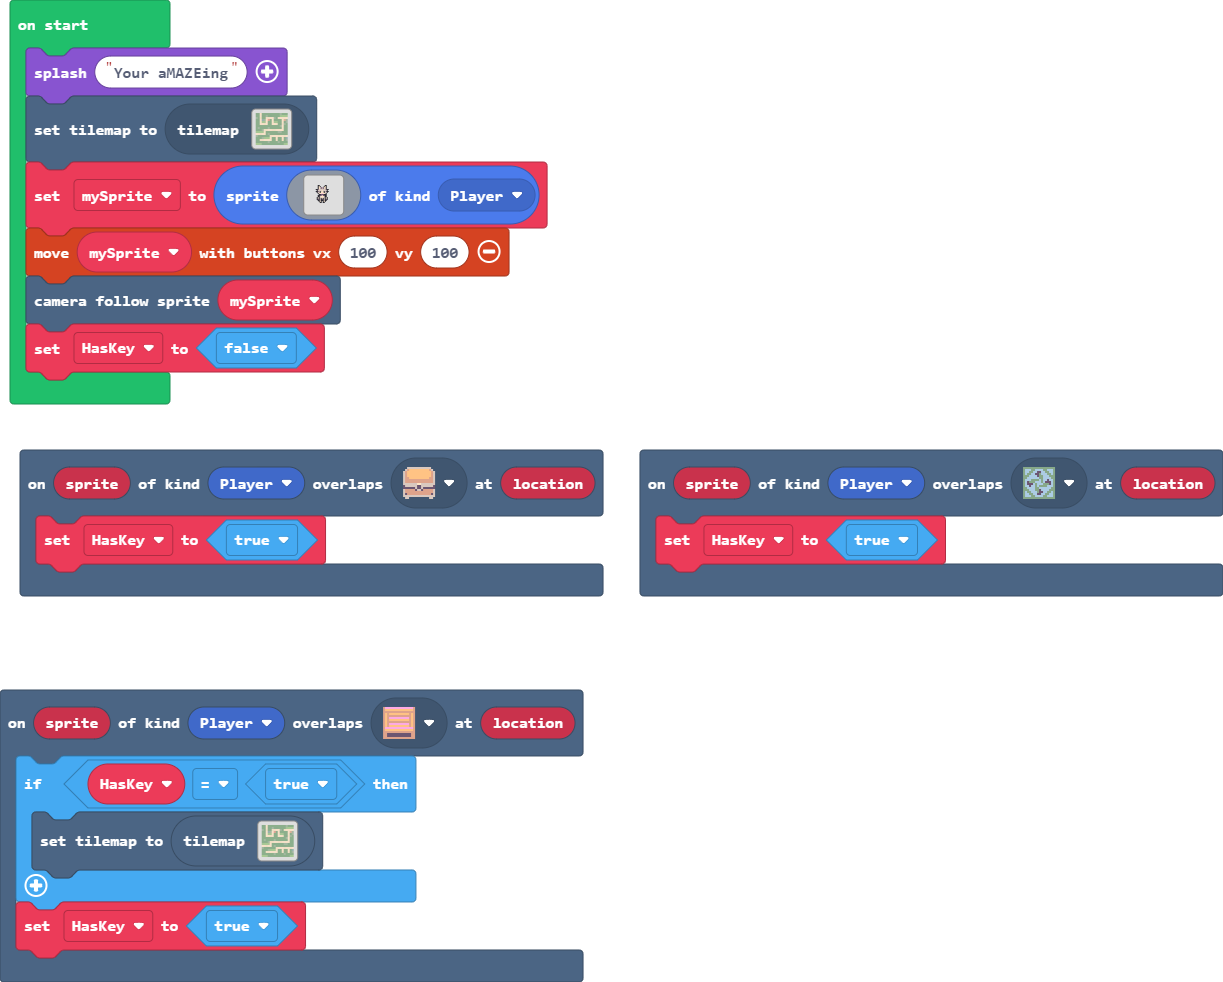 on start
splash "Your aMAZEing"
set tilemap to tilemap
set mySprite to sprite of kind Player
move mySprite with buttons vx 100 vy 100
camera follow sprite mySprite
set HasKey to false
on sprite of kind Player overlaps at location
set HasKey to true
on sprite of kind Player overlaps at location
set HasKey to true
on sprite of kind Player overlaps at location
if HasKey = true then
set tilemap to tilemap
set HasKey to true